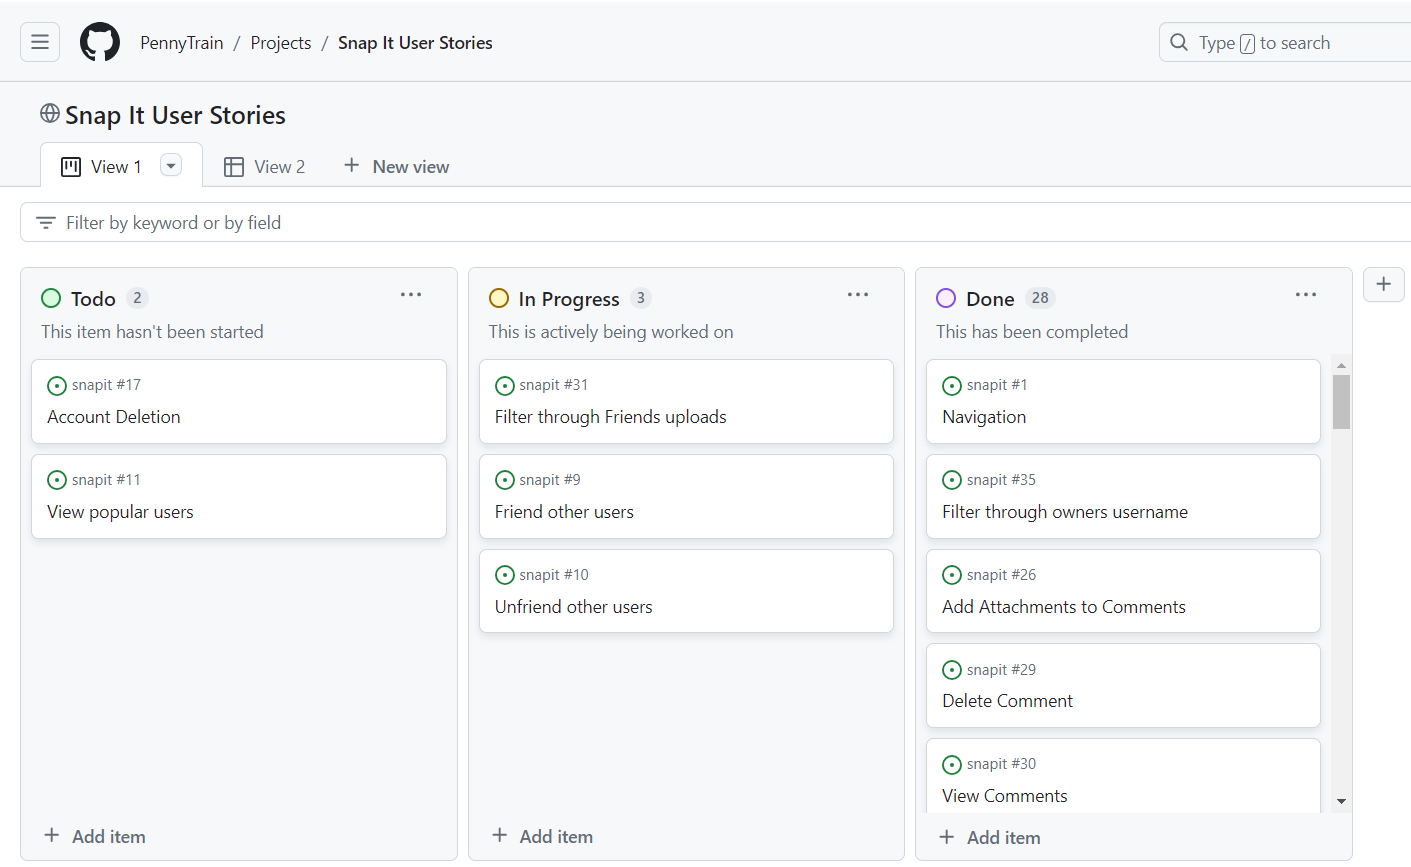 PennyTrain / Projects / Snap It User Stories
Type / to search
Snap It User Stories
View 1
View 2
New view
Filter by keyword or by field
Todo 2
This item hasn't been started
snapit #17
Account Deletion
snapit #11
View popular users
Add item
In Progress 3
This is actively being worked on
snapit #31
Filter through Friends uploads
snapit #9
Friend other users
snapit #10
Unfriend other users
Add item
Done 28
This has been completed
snapit #1
Navigation
snapit #35
Filter through owners username
snapit #26
Add Attachments to Comments
snapit #29
Delete Comment
snapit #30
View Comments
Add item